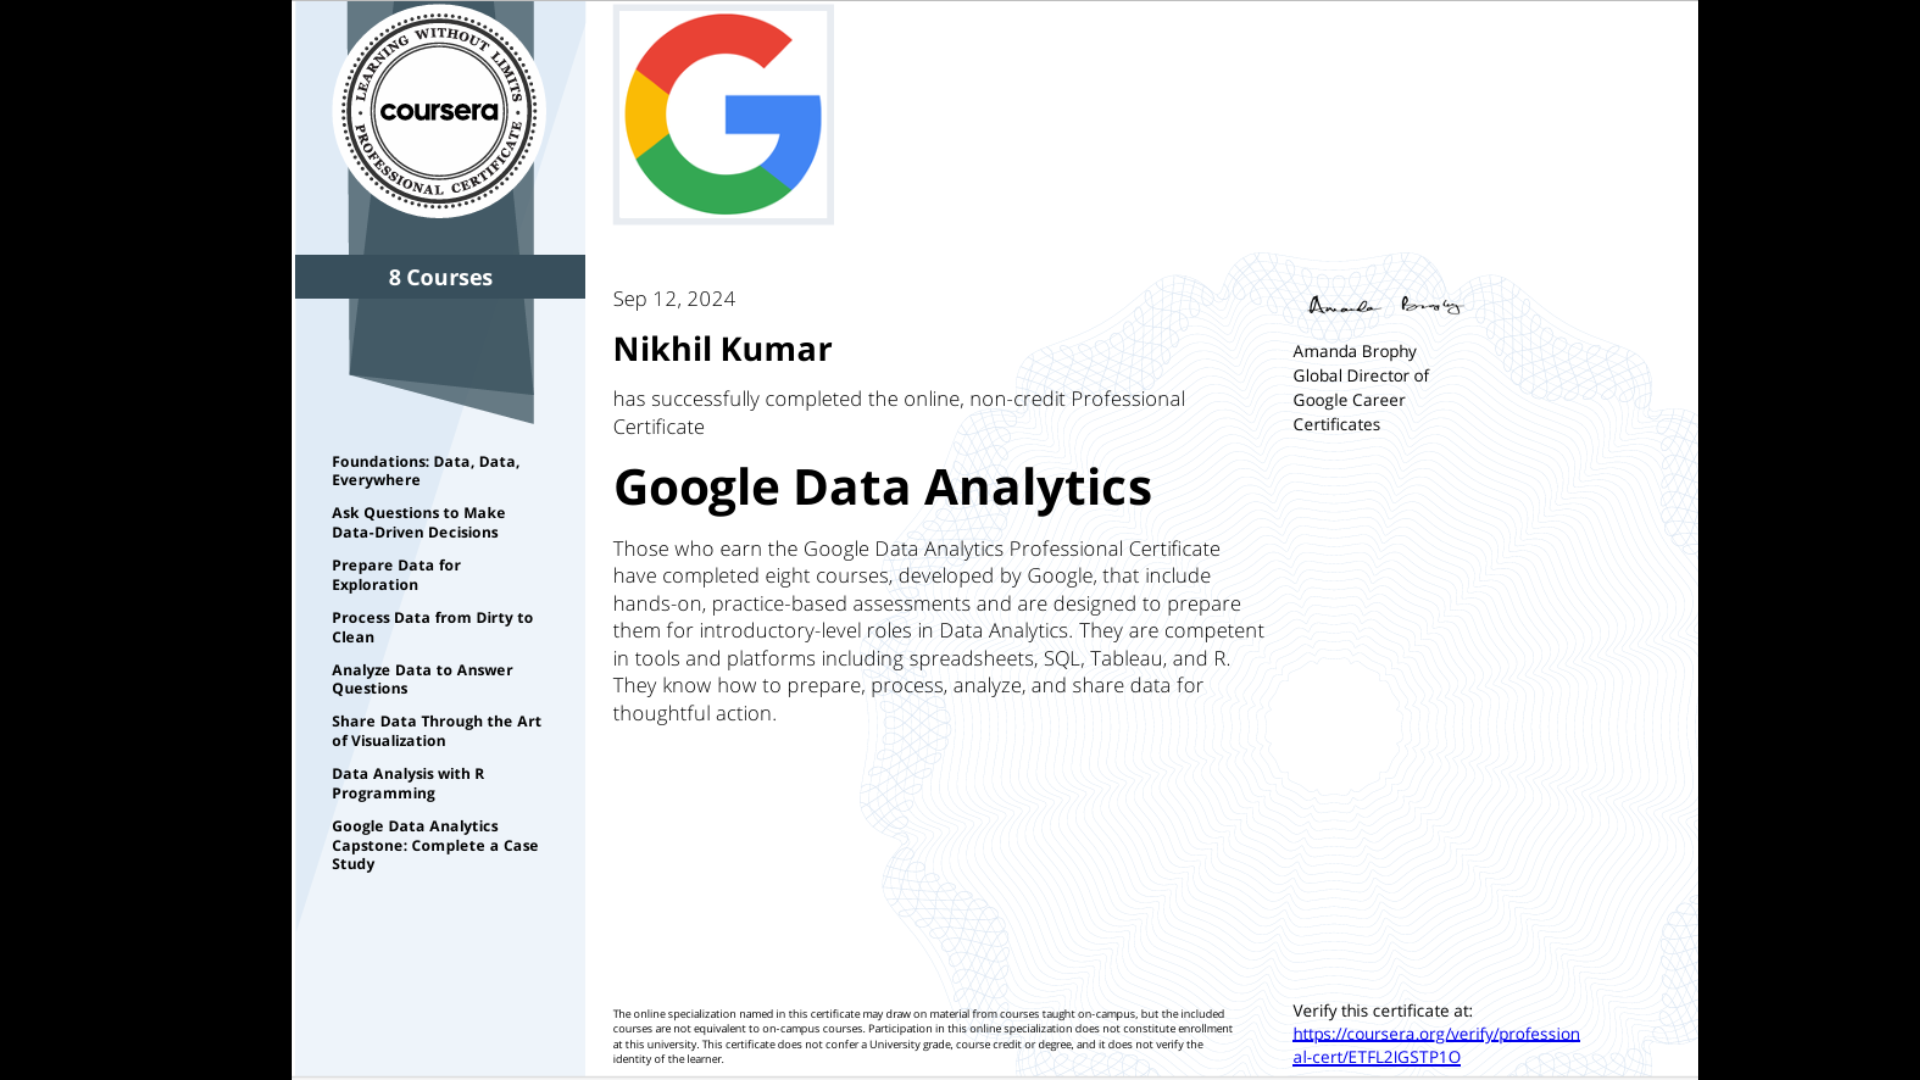 LEARNING WITHOUT LIMITS
coursera
PROFESSIONAL CERTIFICATE
8 Courses
Foundations: Data, Data,
Everywhere
Ask Questions to Make
Data-Driven Decisions
Prepare Data for
Exploration
Process Data from Dirty to
Clean
Analyze Data to Answer
Questions
Share Data Through the Art
of Visualization
Data Analysis with R
Programming
Google Data Analytics
Capstone: Complete a Case
Study
G
Sep 12, 2024
Nikhil Kumar
has successfully completed the online, non-credit Professional
Certificate
Google Data Analytics
Those who earn the Google Data Analytics Professional Certificate
have completed eight courses, developed by Google, that include
hands-on, practice-based assessments and are designed to prepare
them for introductory-level roles in Data Analytics. They are competent
in tools and platforms including spreadsheets, SQL, Tableau, and R.
They know how to prepare, process, analyze, and share data for
thoughtful action.
Amanda Brophy
Amanda Brophy
Global Director of
Google Career
Certificates
The online specialization named in this certificate may draw on material from courses taught on-campus, but the included
courses are not equivalent to on-campus courses. Participation in this online specialization does not constitute enrollment
at this university. This certificate does not confer a University grade, course credit or degree, and it does not verify the
identity of the learner.
Verify this certificate at:
https://coursera.org/verify/profession
al-cert/ETFL2IGSTP1O